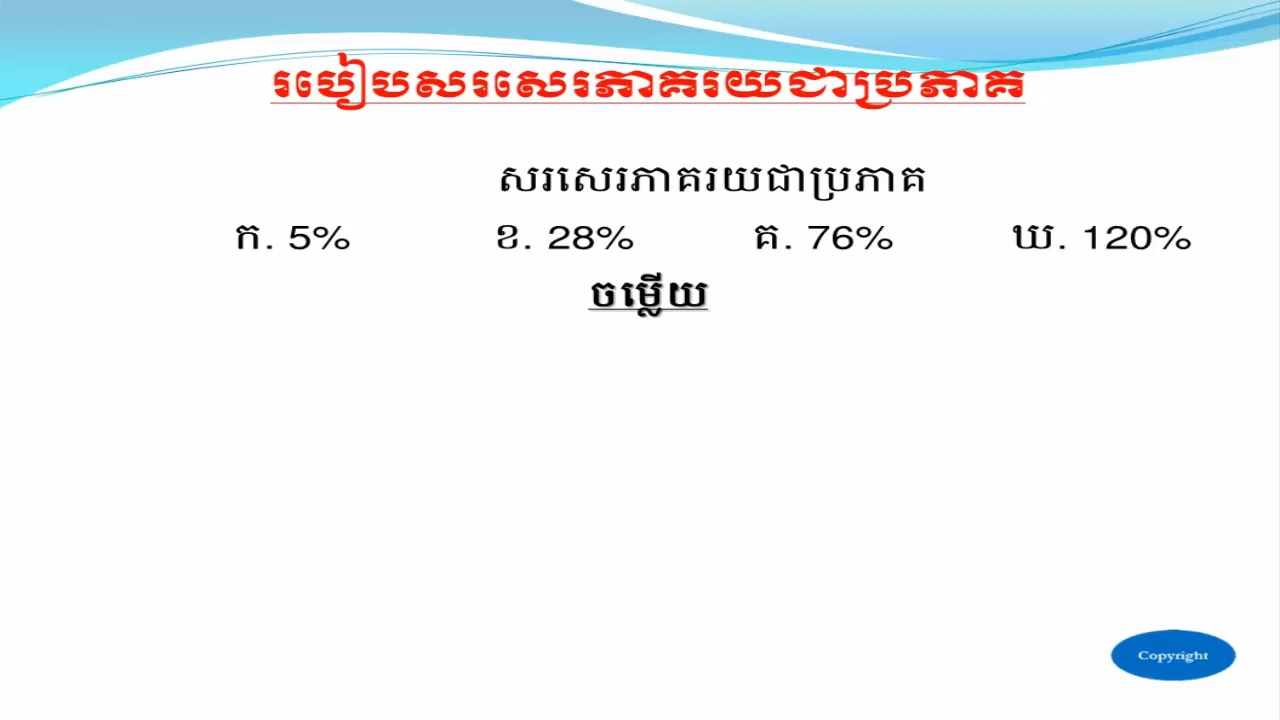 របៀបសរសេរភាគរយជាប្រភាគ
សរសេរភាគរយជាប្រភាគ
ក. 5% ខ. 28% គ. 76% ឃ. 120%
ចម្លើយ
Copyright